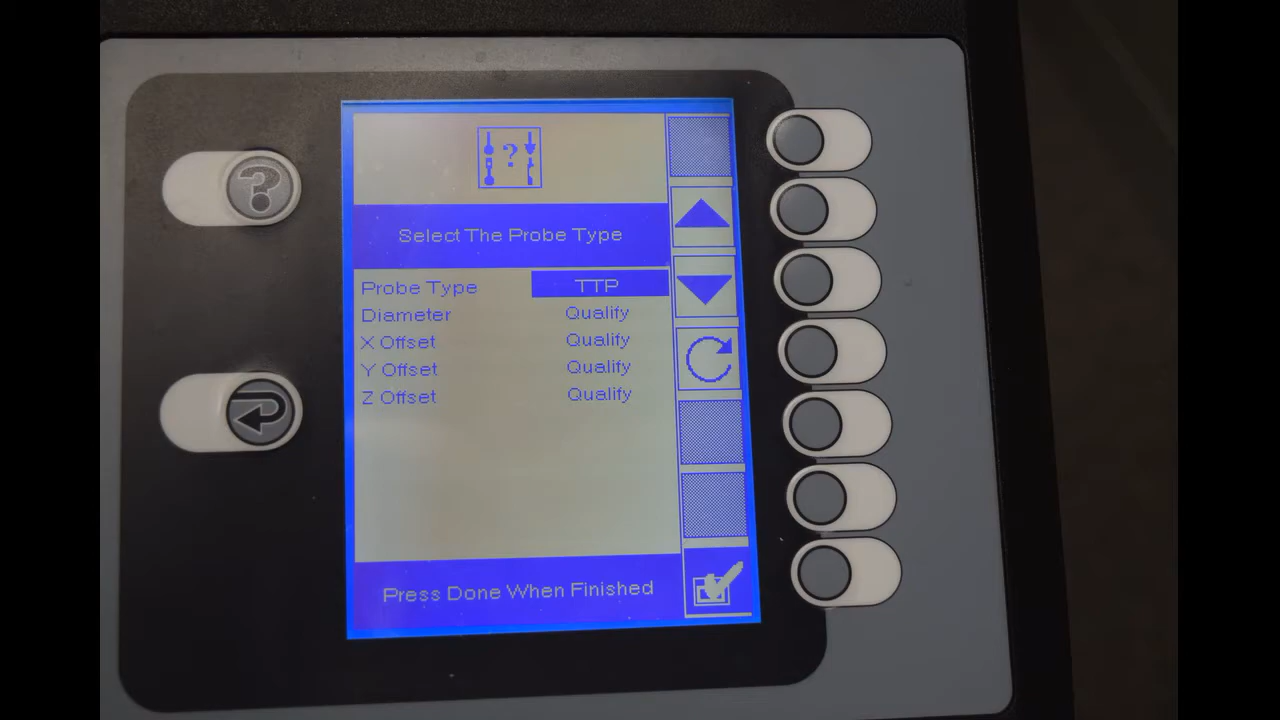 ?
?
Select The Probe Type
Probe Type TTP
Diameter Qualify
X Offset Qualify
Y Offset Qualify
Z Offset Qualify
Press Done When Finished